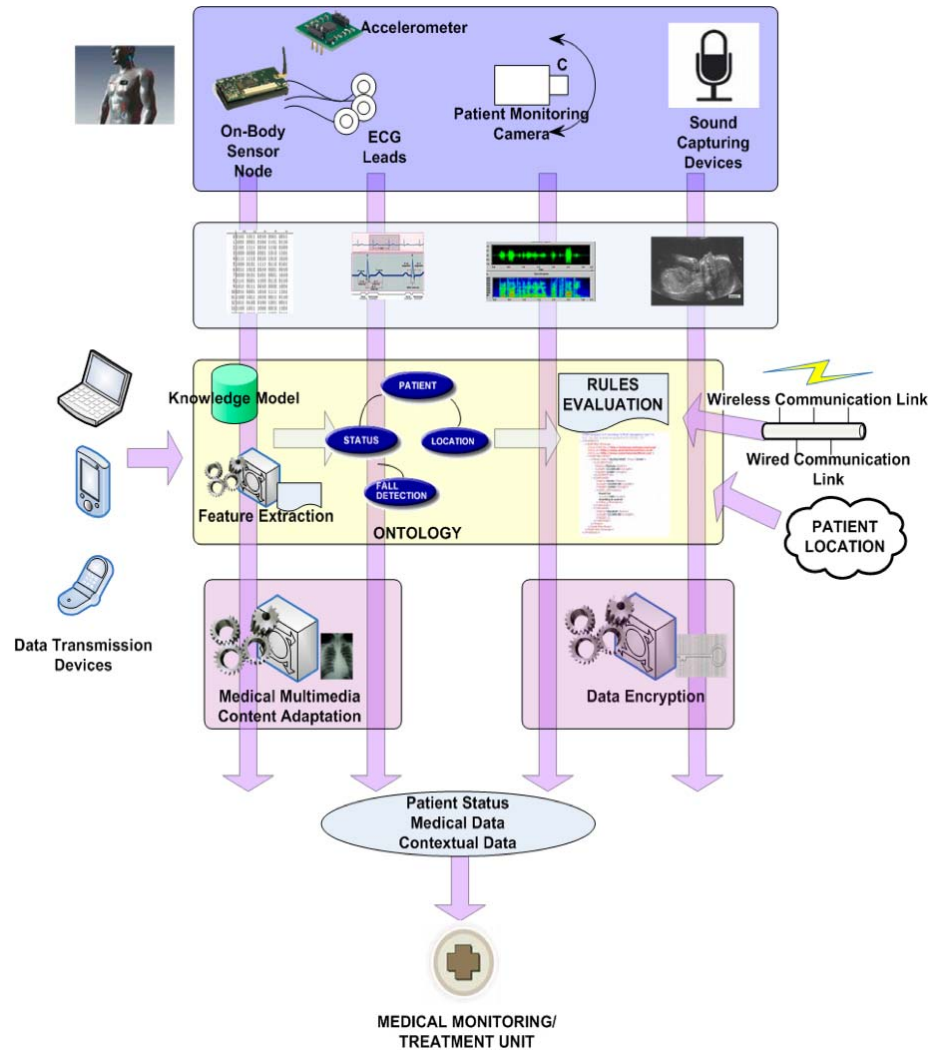 Accelerometer
C
On-Body
Sensor
Node
ECG
Leads
Patient Monitoring
Camera
Sound
Capturing
Devices
Knowledge Model
PATIENT
STATUS
LOCATION
FALL
DETECTION
Feature Extraction
ONTOLOGY
RULES
EVALUATION
Wireless Communication Link
Wired Communication
Link
PATIENT
LOCATION
Data Transmission
Devices
Medical Multimedia
Content Adaptation
Data Encryption
Patient Status
Medical Data
Contextual Data
MEDICAL MONITORING/
TREATMENT UNIT